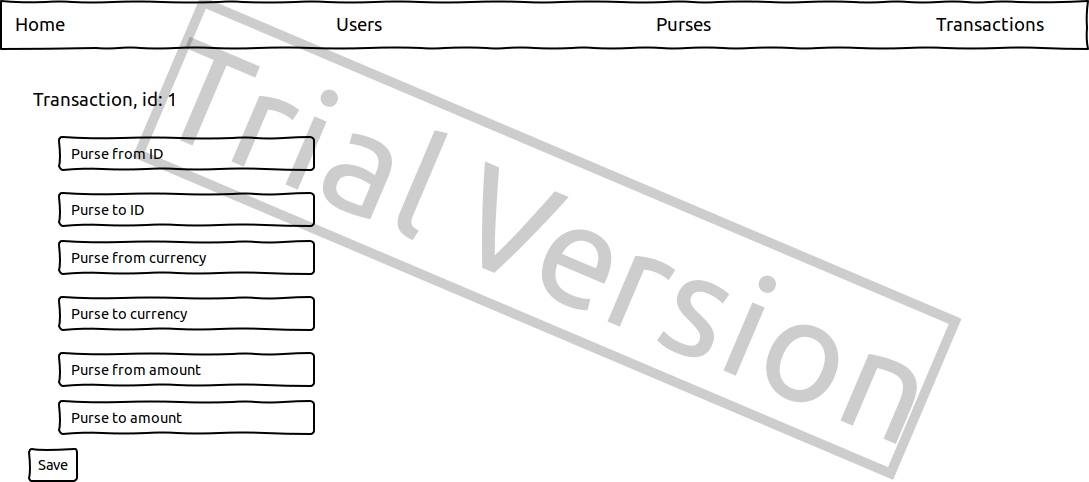 Home Users Purses Transactions
Transaction, id: 1
Purse from ID
Purse to ID
Purse from currency
Purse to currency
Purse from amount
Purse to amount
Save
Trial Version